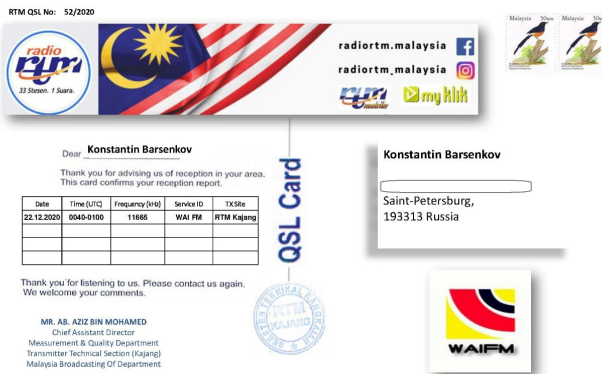 RTM QSL No: 52/2020
radio
rtm
33 Stesen. 1 Suara.
radiortm.malaysia
radiortm_malaysia
rtm mobile
myklik
Malaysia 50sen
Malaysia 50sen
Dear Konstantin Barsenkov
Thank you for advising us of reception in your area.
This card confirms your reception report.
Date Time (UTC) Frequency (kHz) Service ID TX Site
22.12.2020 0040-0100 11665 WAI FM RTM Kajang
Thank you for listening to us. Please contact us again.
We welcome your comments.
MR. AB. AZIZ BIN MOHAMED
Chief Assistant Director
Measurement & Quality Department
Transmitter Technical Section (Kajang)
Malaysia Broadcasting Of Department
QSL Card
RTM
KAJANG
Konstantin Barsenkov
Saint-Petersburg,
193313 Russia
WAIFM